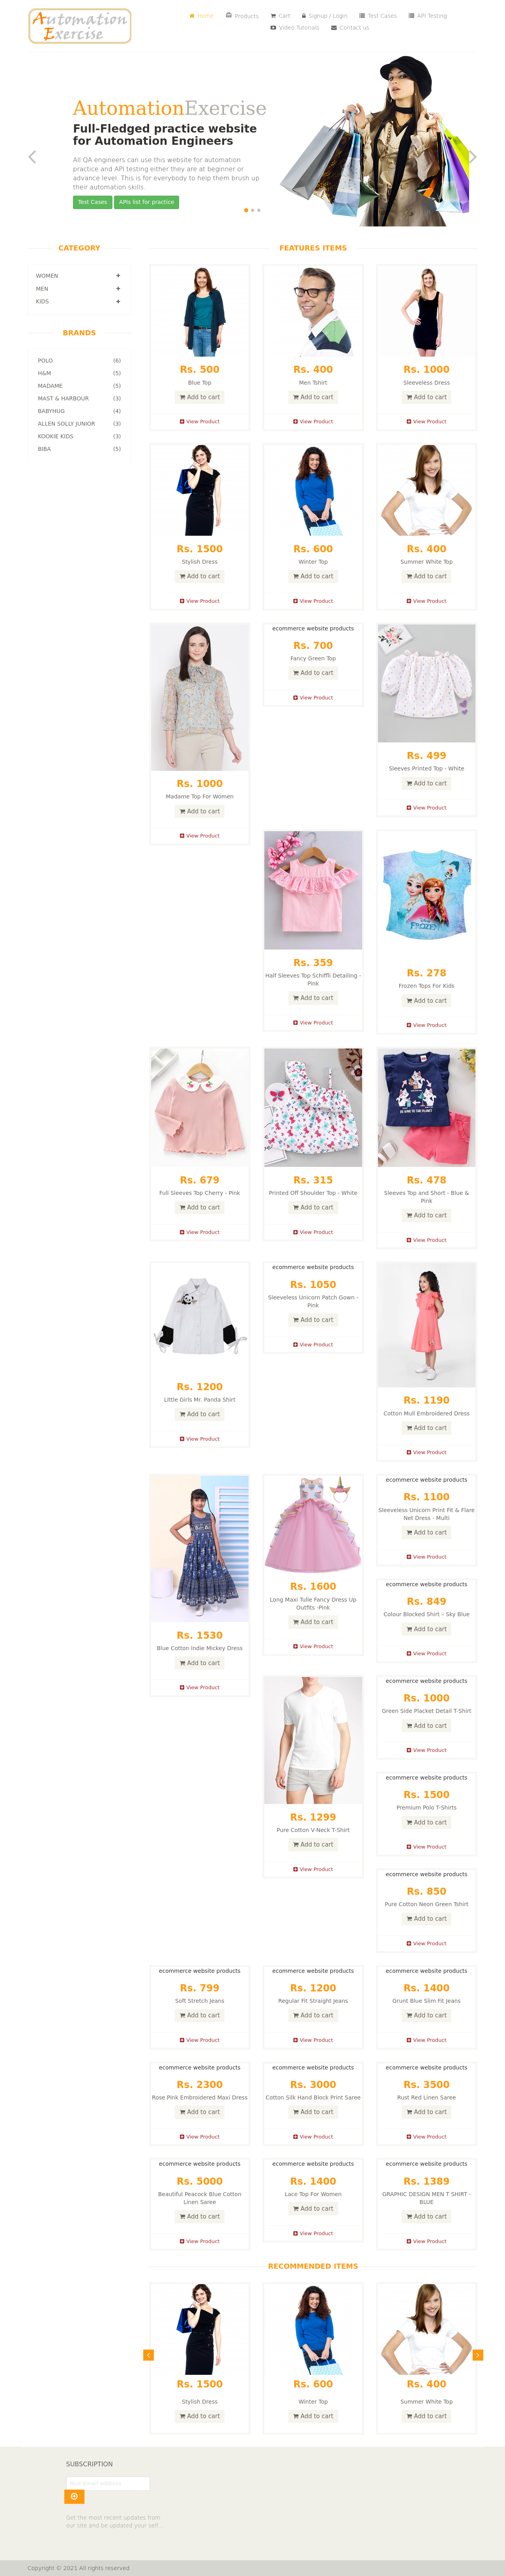 Automation
Exercise
Home
Products
Cart
Signup / Login
Test Cases
API Testing
Video Tutorials
Contact us
AutomationExercise
Full-Fledged practice website
for Automation Engineers
All QA engineers can use this website for automation
practice and API testing either they are at beginner or
advance level. This is for everybody to help them brush up
their automation skills.
Test Cases
APIs list for practice
CATEGORY
WOMEN
MEN
KIDS
BRANDS
POLO (6)
H&M (5)
MADAME (5)
MAST & HARBOUR (3)
BABYHUG (4)
ALLEN SOLLY JUNIOR (3)
KOOKIE KIDS (3)
BIBA (5)
FEATURES ITEMS
Rs. 500
Blue Top
Add to cart
View Product
Rs. 400
Men Tshirt
Add to cart
View Product
Rs. 1000
Sleeveless Dress
Add to cart
View Product
Rs. 1500
Stylish Dress
Add to cart
View Product
Rs. 600
Winter Top
Add to cart
View Product
Rs. 400
Summer White Top
Add to cart
View Product
Rs. 1000
Madame Top For Women
Add to cart
View Product
ecommerce website products
Rs. 700
Fancy Green Top
Add to cart
View Product
Rs. 499
Sleeves Printed Top - White
Add to cart
View Product
Rs. 359
Half Sleeves Top Schiffli Detailing -
Pink
Add to cart
View Product
FROZEN
Rs. 278
Frozen Tops For Kids
Add to cart
View Product
Rs. 679
Full Sleeves Top Cherry - Pink
Add to cart
View Product
Rs. 315
Printed Off Shoulder Top - White
Add to cart
View Product
Rs. 478
Sleeves Top and Short - Blue &
Pink
Add to cart
View Product
Rs. 1200
Little Girls Mr. Panda Shirt
Add to cart
View Product
ecommerce website products
Rs. 1050
Sleeveless Unicorn Patch Gown -
Pink
Add to cart
View Product
Rs. 1190
Cotton Mull Embroidered Dress
Add to cart
View Product
Rs. 1530
Blue Cotton Indie Mickey Dress
Add to cart
View Product
Rs. 1600
Long Maxi Tulle Fancy Dress Up
Outfits -Pink
Add to cart
View Product
ecommerce website products
Rs. 1100
Sleeveless Unicorn Print Fit & Flare
Net Dress - Multi
Add to cart
View Product
ecommerce website products
Rs. 849
Colour Blocked Shirt – Sky Blue
Add to cart
View Product
Rs. 1299
Pure Cotton V-Neck T-Shirt
Add to cart
View Product
ecommerce website products
Rs. 1000
Green Side Placket Detail T-Shirt
Add to cart
View Product
ecommerce website products
Rs. 1500
Premium Polo T-Shirts
Add to cart
View Product
ecommerce website products
Rs. 850
Pure Cotton Neon Green Tshirt
Add to cart
View Product
ecommerce website products
Rs. 799
Soft Stretch Jeans
Add to cart
View Product
ecommerce website products
Rs. 1200
Regular Fit Straight Jeans
Add to cart
View Product
ecommerce website products
Rs. 1400
Grunt Blue Slim Fit Jeans
Add to cart
View Product
ecommerce website products
Rs. 2300
Rose Pink Embroidered Maxi Dress
Add to cart
View Product
ecommerce website products
Rs. 3000
Cotton Silk Hand Block Print Saree
Add to cart
View Product
ecommerce website products
Rs. 3500
Rust Red Linen Saree
Add to cart
View Product
ecommerce website products
Rs. 5000
Beautiful Peacock Blue Cotton
Linen Saree
Add to cart
View Product
ecommerce website products
Rs. 1400
Lace Top For Women
Add to cart
View Product
ecommerce website products
Rs. 1389
GRAPHIC DESIGN MEN T SHIRT -
BLUE
Add to cart
View Product
RECOMMENDED ITEMS
Rs. 1500
Stylish Dress
Add to cart
Rs. 600
Winter Top
Add to cart
Rs. 400
Summer White Top
Add to cart
SUBSCRIPTION
Your email address
Get the most recent updates from
our site and be updated your self...
Copyright © 2021 All rights reserved